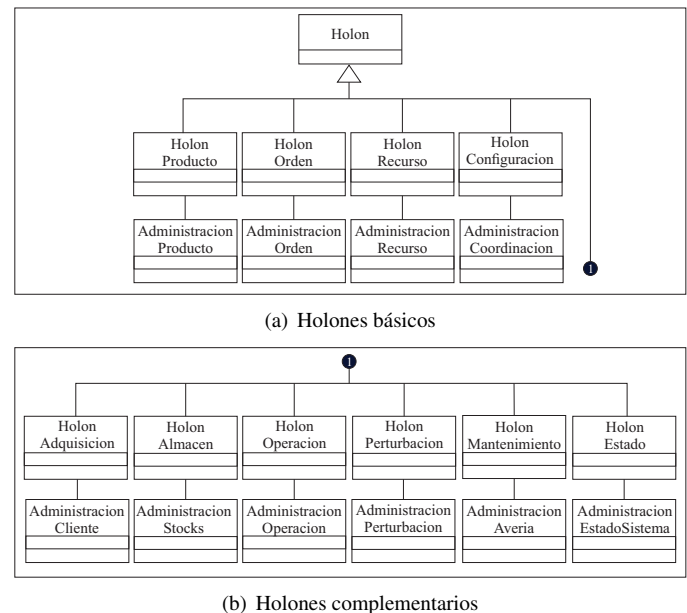 Holon
Holon
Producto
Holon
Orden
Holon
Recurso
Holon
Configuracion
Administracion
Producto
Administracion
Orden
Administracion
Recurso
Administracion
Coordinacion
1
(a) Holones básicos
1
Holon
Adquisicion
Holon
Almacen
Holon
Operacion
Holon
Perturbacion
Holon
Mantenimiento
Holon
Estado
Administracion
Cliente
Administracion
Stocks
Administracion
Operacion
Administracion
Perturbacion
Administracion
Averia
Administracion
EstadoSistema
(b) Holones complementarios